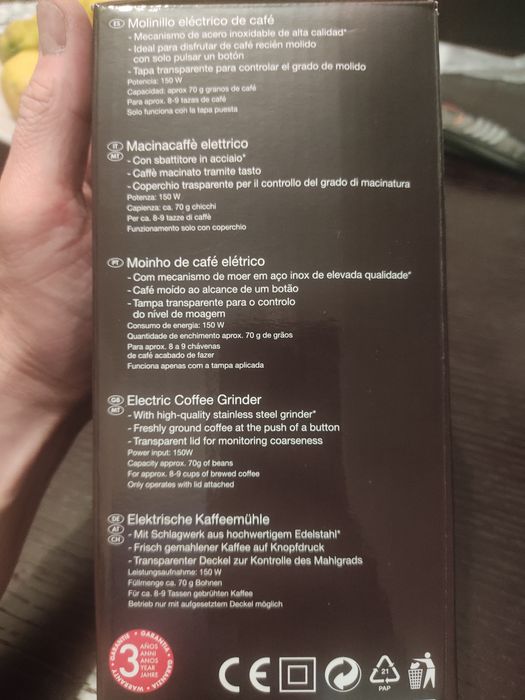 ES Molinillo eléctrico de café
- Mecanismo de acero inoxidable de alta calidad*
- Ideal para disfrutar de café recién molido
con solo pulsar un botón
- Tapa transparente para controlar el grado de molido
Potencia: 150 W
Capacidad: aprox 70 g granos de café
Para aprox. 8-9 tazas de café
Solo funciona con la tapa puesta
IT Macinacaffè elettrico
MT - Con sbattitore in acciaio*
- Caffè macinato tramite tasto
- Coperchio trasparente per il controllo del grado di macinatura
Potenza: 150 W
Capienza: ca. 70 g chicchi
Per ca. 8-9 tazze di caffè
Funzionamento solo con coperchio
PT Moinho de café elétrico
- Com mecanismo de moer em aço inox de elevada qualidade*
- Café moído ao alcance de um botão
- Tampa transparente para o controlo
do nível de moagem
Consumo de energia: 150 W
Quantidade de enchimento aprox. 70 g de grãos
Para aprox. 8 a 9 chávenas
de café acabado de fazer
Funciona apenas com a tampa aplicada
GB Electric Coffee Grinder
MT - With high-quality stainless steel grinder*
- Freshly ground coffee at the push of a button
- Transparent lid for monitoring coarseness
Power input: 150W
Capacity approx. 70g of beans
For approx. 8-9 cups of brewed coffee
Only operates with lid attached
DE Elektrische Kaffeemühle
AT - Mit Schlagwerk aus hochwertigem Edelstahl*
CH - Frisch gemahlener Kaffee auf Knopfdruck
- Transparenter Deckel zur Kontrolle des Mahlgrads
Leistungsaufnahme: 150 W
Füllmenge ca. 70 g Bohnen
Für ca. 8-9 Tassen gebrühten Kaffee
Betrieb nur mit aufgesetztem Deckel möglich
GARANTIE • GARANTIA • GARANZIA • WARRANTY
3
AÑOS
ANNI
ANOS
YEAR
JAHRE
CE
21
PAP